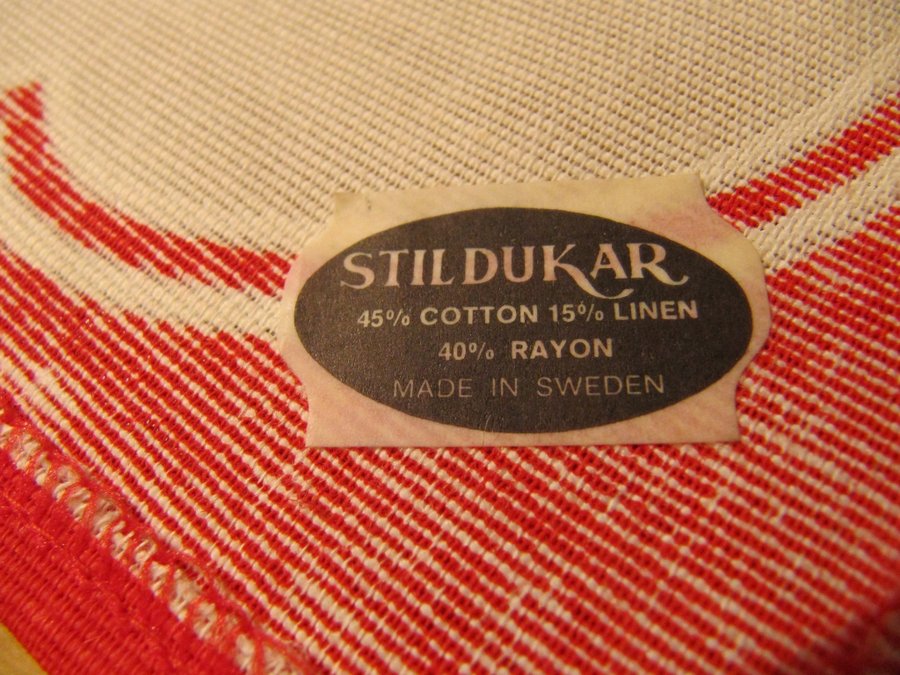 STILDUKAR
45% COTTON 15% LINEN
40% RAYON
MADE IN SWEDEN